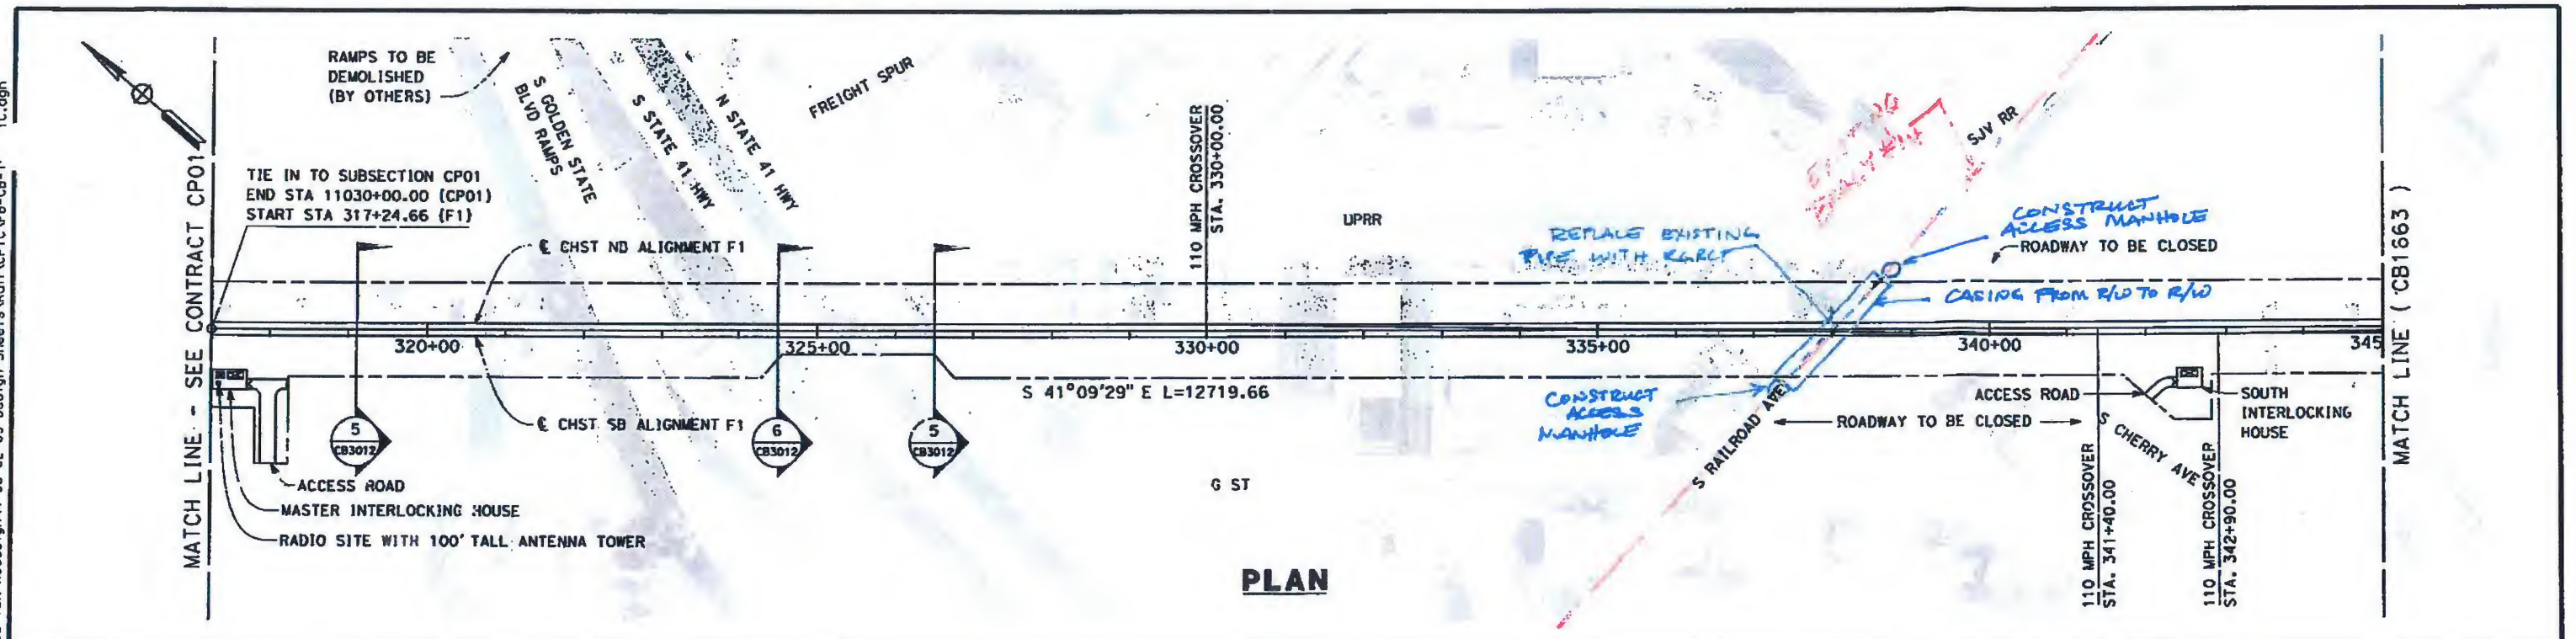 RAMPS TO BE
DEMOLISHED
(BY OTHERS)
S GOLDEN STATE
BLVD RAMPS
S STATE 41 HWY
N STATE 41 HWY
FREIGHT SPUR
110 MPH CROSSOVER
STA. 330+00.00
SJV RR
TIE IN TO SUBSECTION CP01
END STA 11030+00.00 (CP01)
START STA 317+24.66 (F1)
MATCH LINE - SEE CONTRACT CP01
℄ CHST NB ALIGNMENT F1
UPRR
REPLACE EXISTING
PIPE WITH RGRCP
CONSTRUCT
ACCESS MANHOLE
ROADWAY TO BE CLOSED
CASING FROM R/W TO R/W
MATCH LINE (CB1663)
320+00
325+00
330+00
335+00
340+00
345
S 41°09'29" E L=12719.66
℄ CHST SB ALIGNMENT F1
5
CB3012
6
CB3012
5
CB3012
CONSTRUCT
ACCESS
MANHOLE
S RAILROAD AVE
ROADWAY TO BE CLOSED
ACCESS ROAD
SOUTH
INTERLOCKING
HOUSE
S CHERRY AVE
110 MPH CROSSOVER
STA. 341+40.00
110 MPH CROSSOVER
STA. 342+90.00
ACCESS ROAD
MASTER INTERLOCKING HOUSE
RADIO SITE WITH 100' TALL ANTENNA TOWER
G ST
PLAN